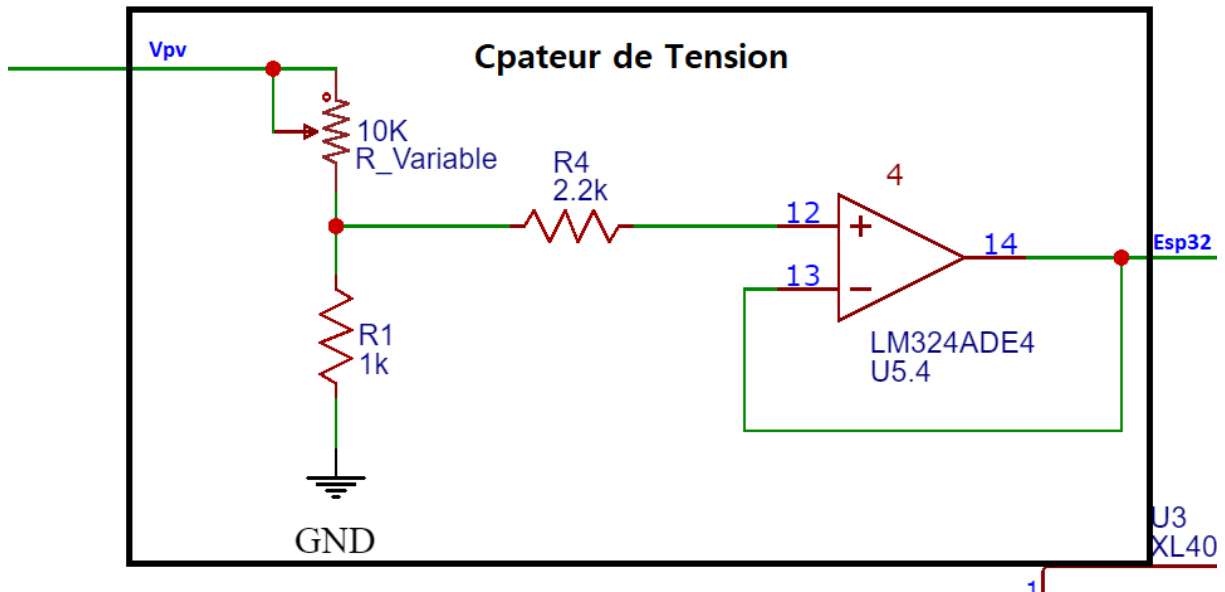 Vpv
Cpateur de Tension
10K
R_Variable
R4
2.2k
4
12
13
14
Esp32
+
−
LM324ADE4
U5.4
R1
1k
GND
U3
XL40
1